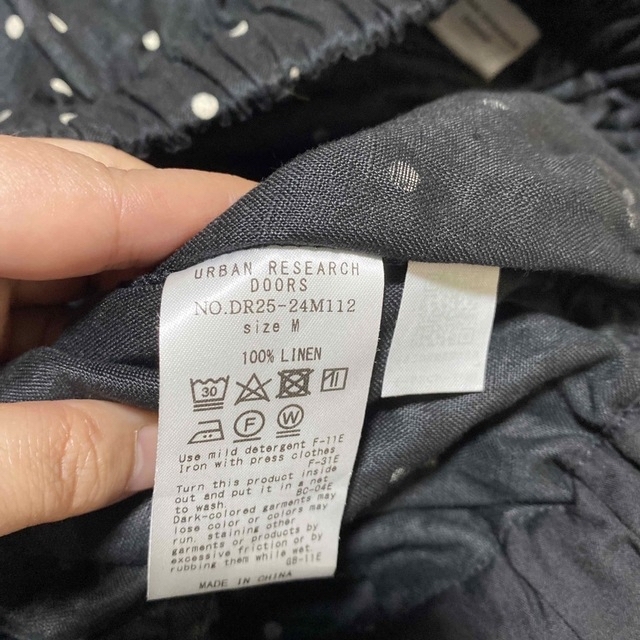 URBAN RESEARCH
DOORS
NO.DR25-24M112
size M
100% LINEN
30
F
W
Use mild detergent F-11E
Iron with press clothes
F-31E
Turn this product inside
out and put it in a net
to wash. BC-04E
Dark-colored garments may
lose color or colors may
run, staining other
garments or products by
excessive friction or by
rubbing them while wet.
GB-11E
MADE IN CHINA